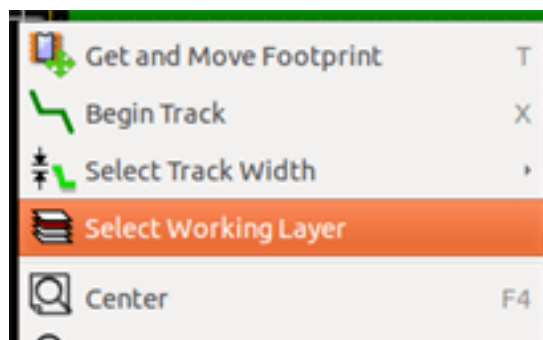 Get and Move Footprint T
Begin Track X
Select Track Width
Select Working Layer
Center F4